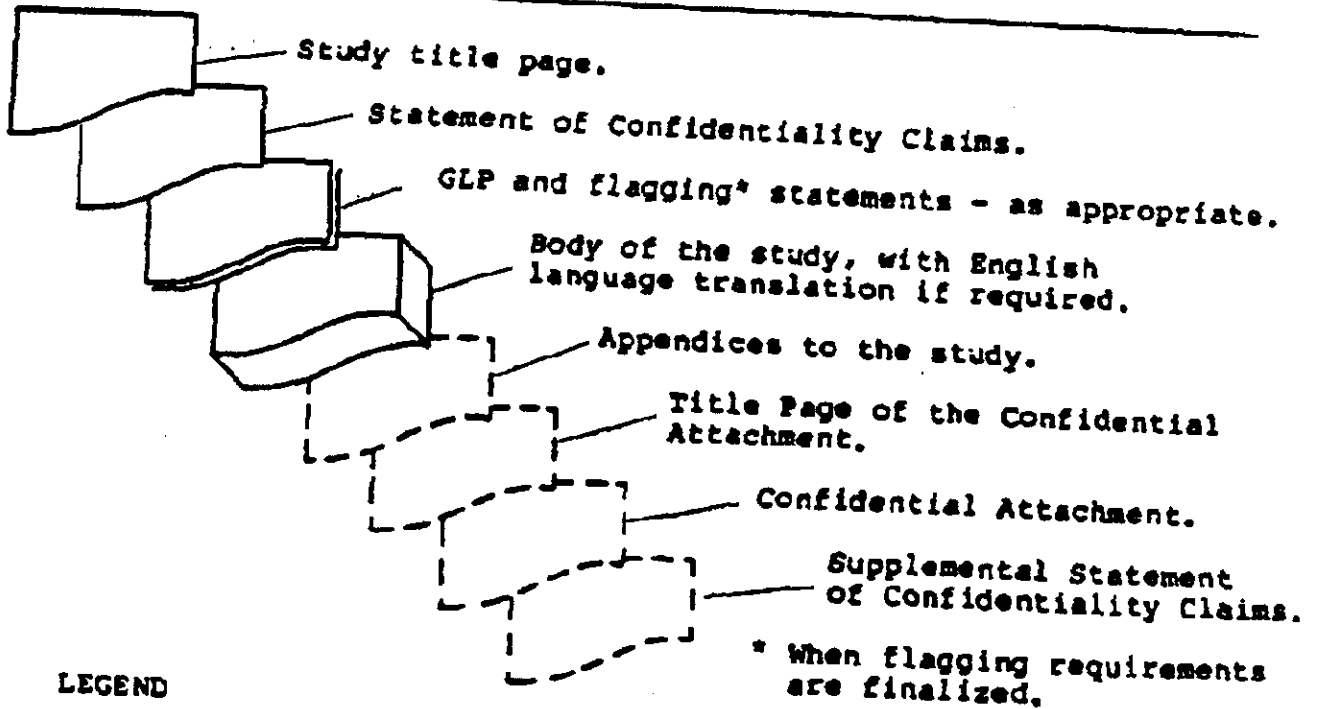 Study title page.
Statement of Confidentiality Claims.
GLP and flagging* statements - as appropriate.
Body of the study, with English
language translation if required.
Appendices to the study.
Title Page of the Confidential
Attachment.
Confidential Attachment.
Supplemental Statement
of Confidentiality Claims.
* When flagging requirements
are finalized.
LEGEND